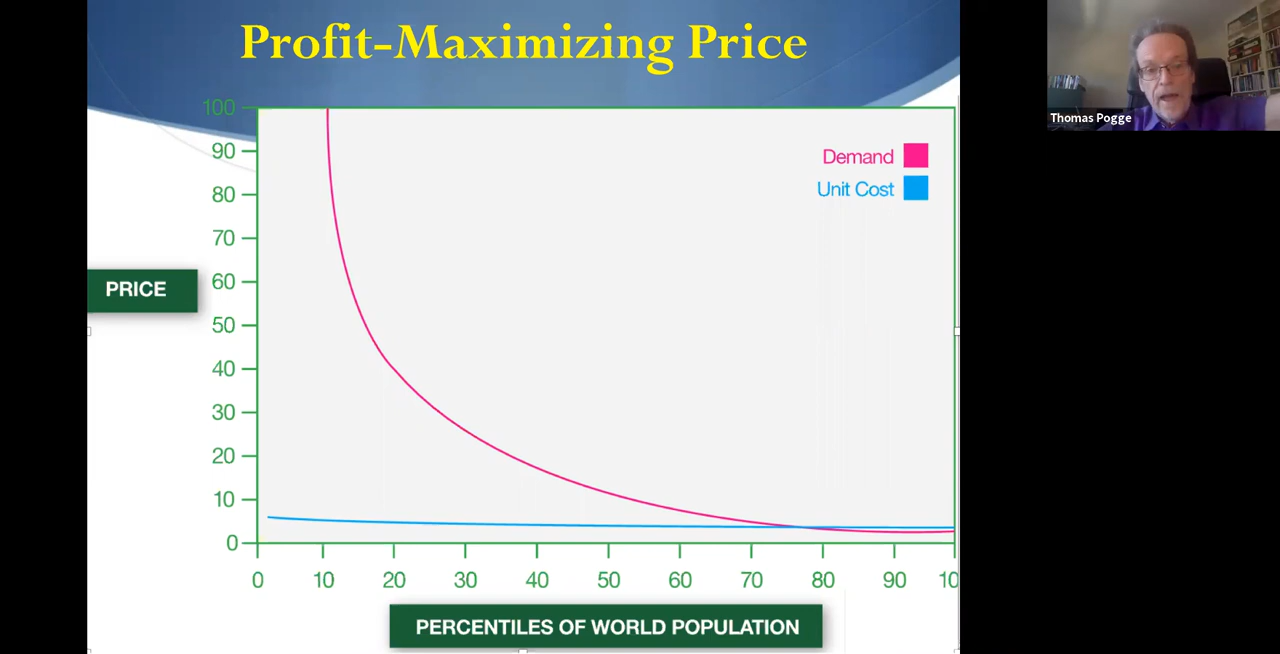 Profit-Maximizing Price
Thomas Pogge
100
90
80
70
60
50
40
30
20
10
0
Demand
Unit Cost
PRICE
0 10 20 30 40 50 60 70 80 90 10
PERCENTILES OF WORLD POPULATION